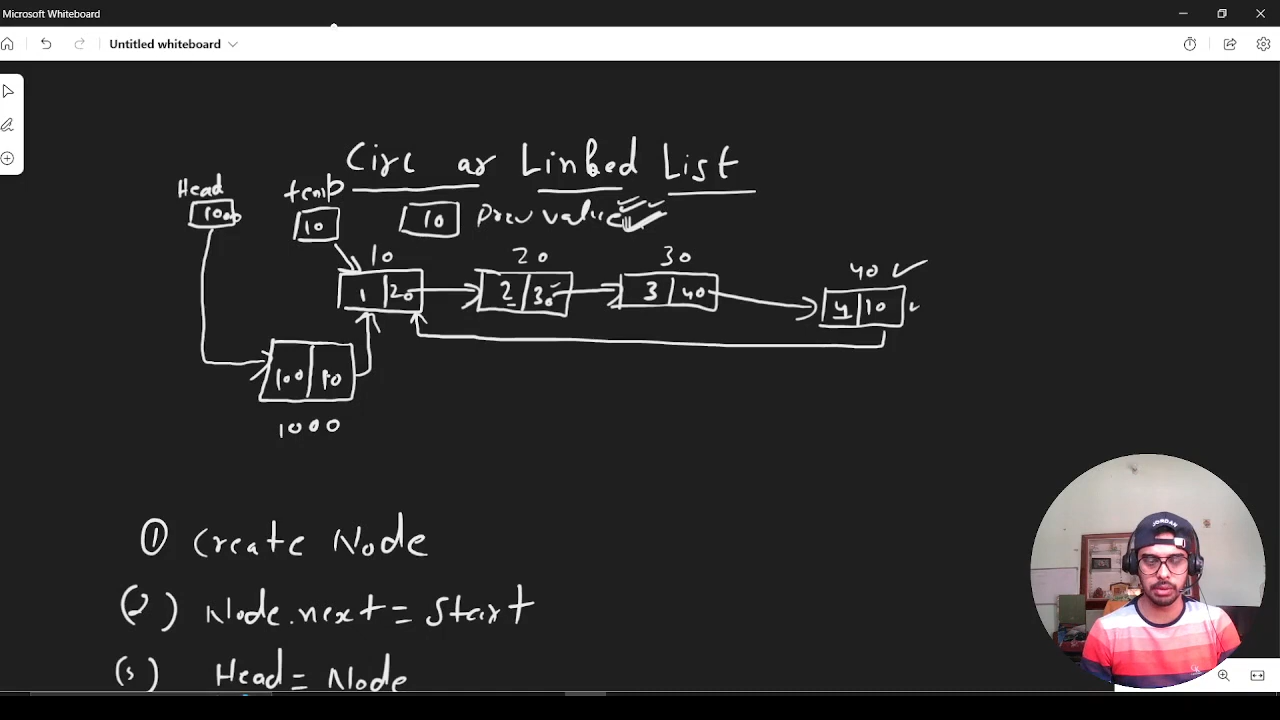 Microsoft Whiteboard
Untitled whiteboard
Circ ar Linked List
Head
1000
temp
10
10 Prev value
10 20 30 40
1 20 2 30 3 40 4 10
100 10
1000
① Create Node
(2) Node.next = Start
(3) Head = Node
JORDAN